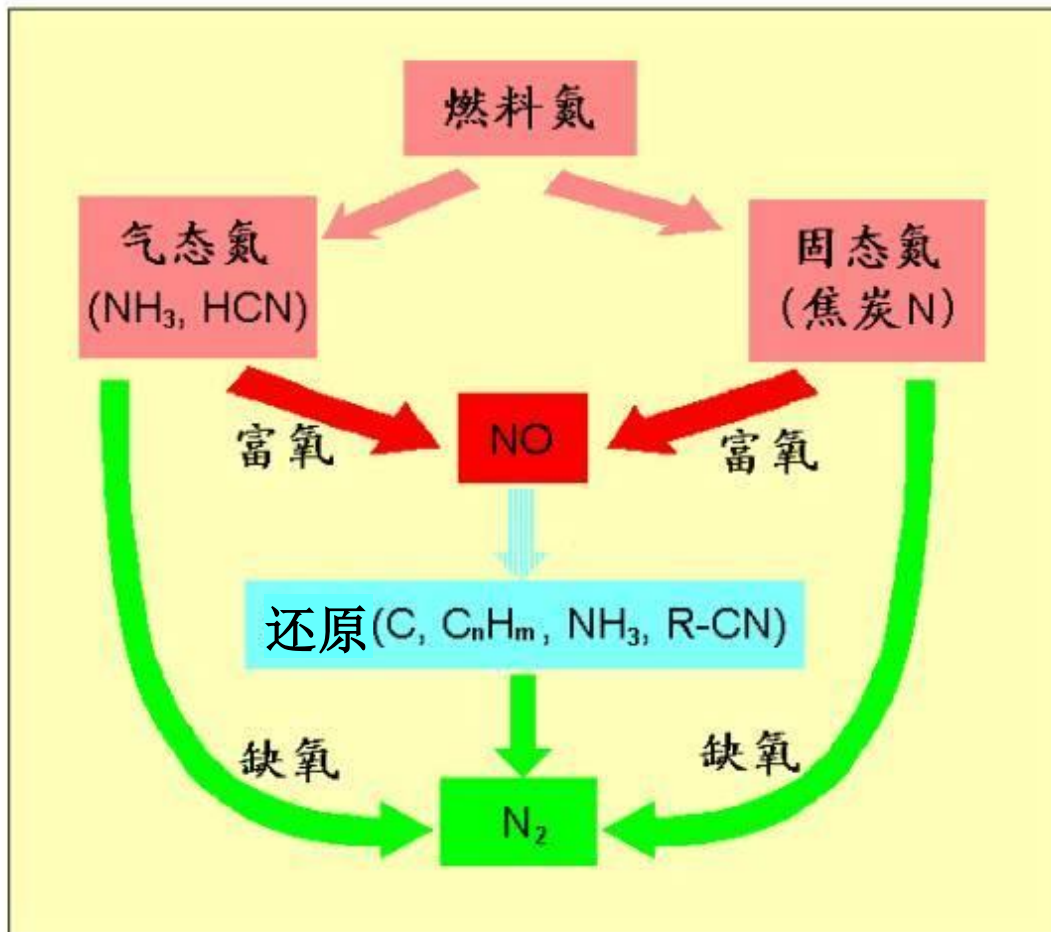 燃料氮
气态氮
(NH₃, HCN)
固态氮
(焦炭N)
NO
富氧
富氧
还原(C, CₙHₘ, NH₃, R-CN)
缺氧
缺氧
N₂